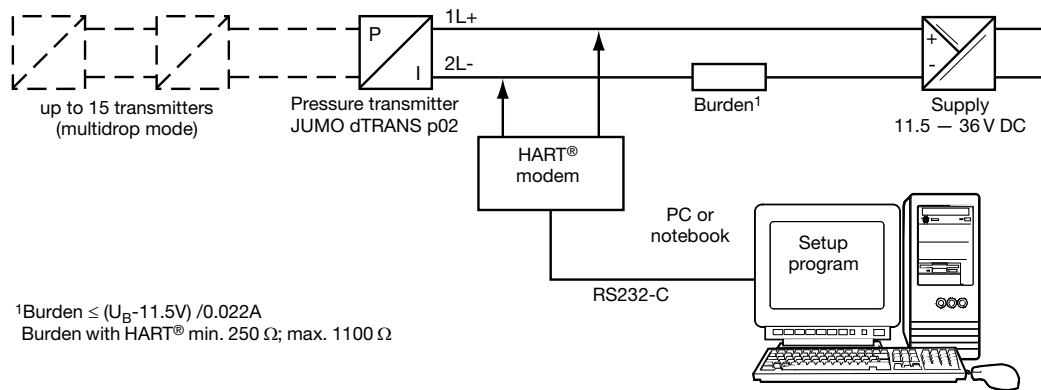 1L+
P
I
2L-
+
-
up to 15 transmitters
(multidrop mode)
Pressure transmitter
JUMO dTRANS p02
Burden¹
Supply
11.5 — 36 V DC
HART®
modem
PC or
notebook
Setup
program
RS232-C
¹Burden ≤ (U_B-11.5V) /0.022A
Burden with HART® min. 250 Ω; max. 1100 Ω